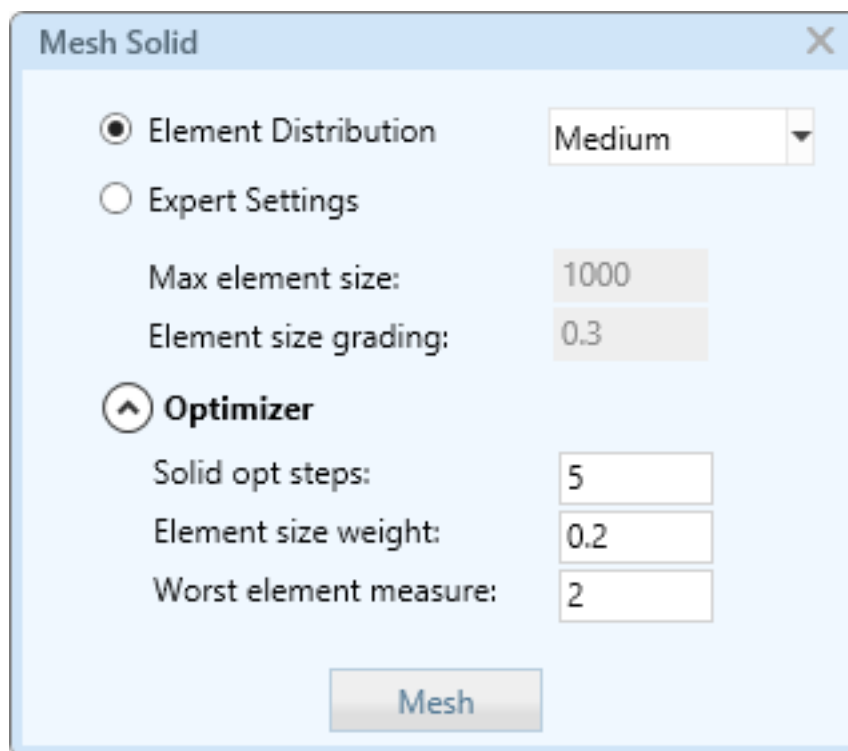 Mesh Solid
Element Distribution Medium
Expert Settings
Max element size: 1000
Element size grading: 0.3
Optimizer
Solid opt steps: 5
Element size weight: 0.2
Worst element measure: 2
Mesh